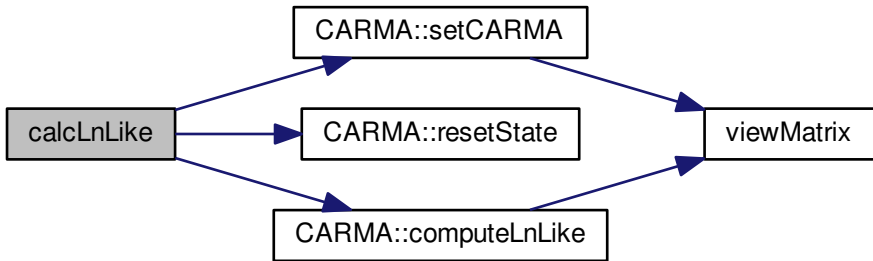 CARMA::setCARMA
calcLnLike
CARMA::resetState
viewMatrix
CARMA::computeLnLike